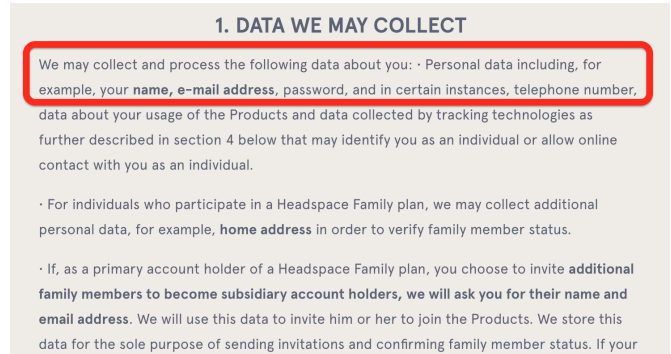 1. DATA WE MAY COLLECT
We may collect and process the following data about you: · Personal data including, for
example, your name, e-mail address, password, and in certain instances, telephone number,
data about your usage of the Products and data collected by tracking technologies as
further described in section 4 below that may identify you as an individual or allow online
contact with you as an individual.
· For individuals who participate in a Headspace Family plan, we may collect additional
personal data, for example, home address in order to verify family member status.
· If, as a primary account holder of a Headspace Family plan, you choose to invite additional
family members to become subsidiary account holders, we will ask you for their name and
email address. We will use this data to invite him or her to join the Products. We store this
data for the sole purpose of sending invitations and confirming family member status. If your